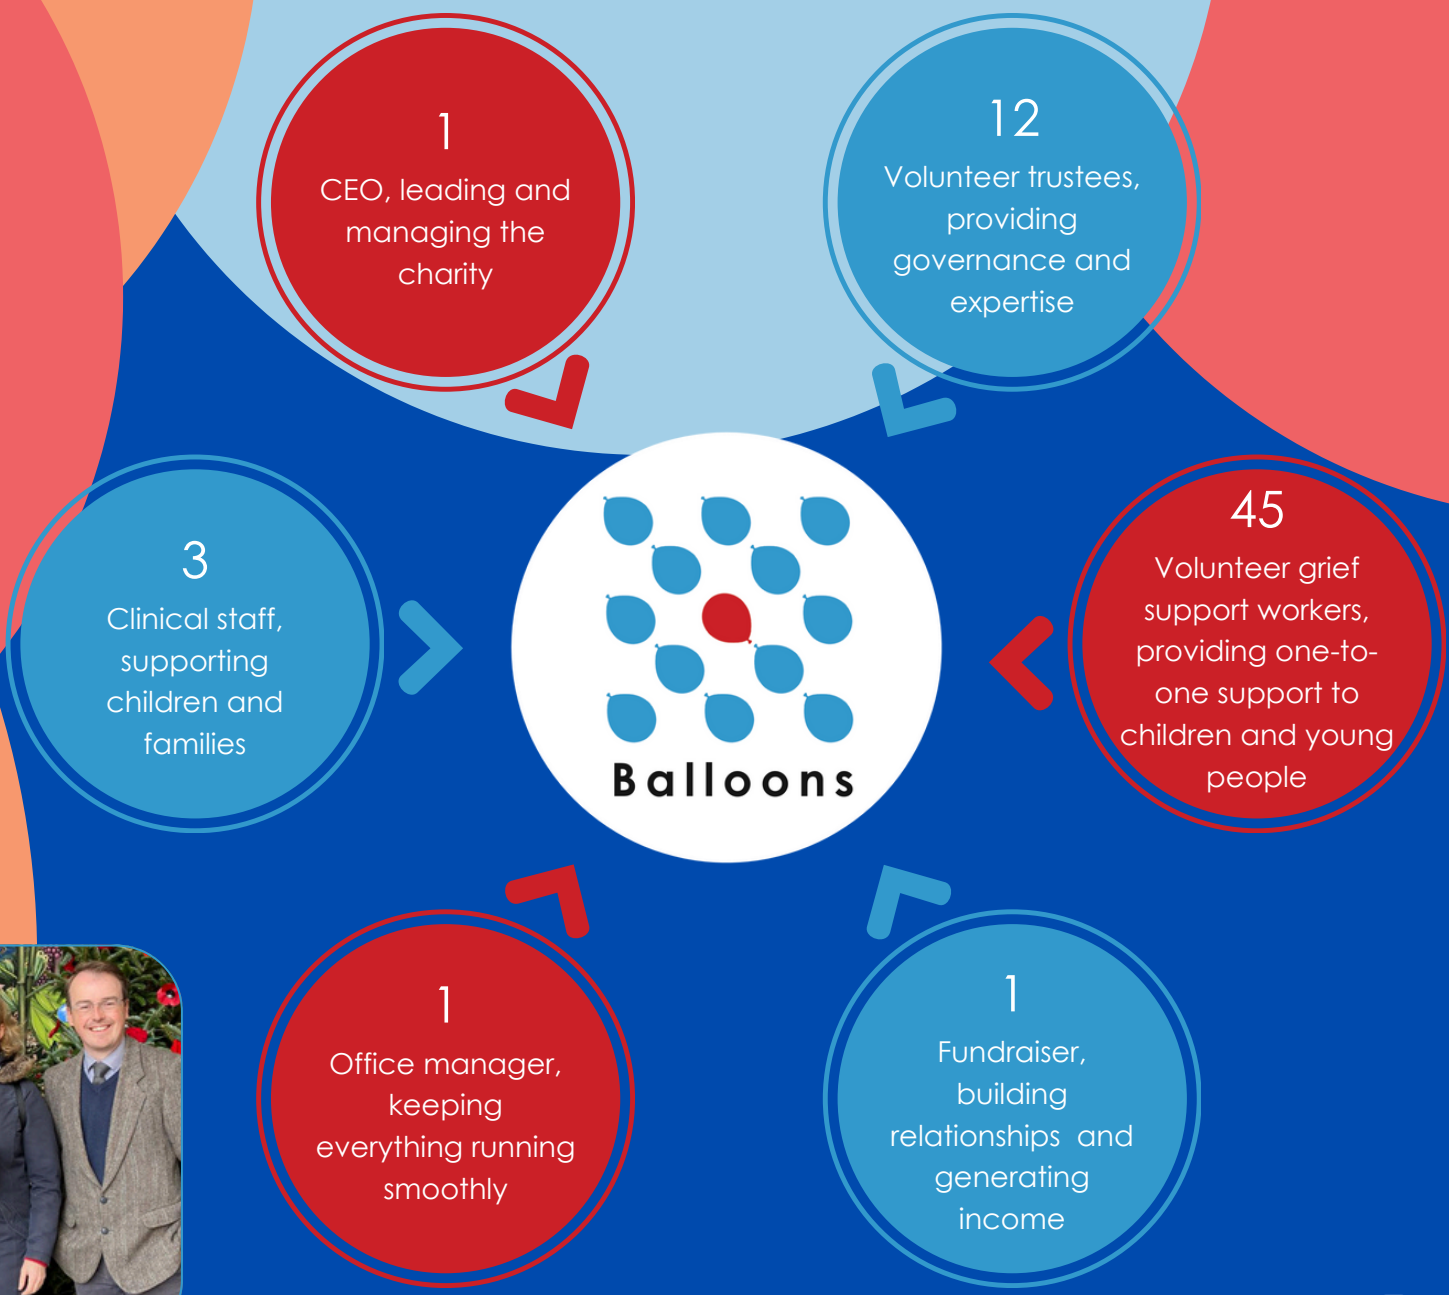 1
CEO, leading and
managing the
charity
12
Volunteer trustees,
providing
governance and
expertise
3
Clinical staff,
supporting
children and
families
Balloons
45
Volunteer grief
support workers,
providing one-to-
one support to
children and young
people
1
Office manager,
keeping
everything running
smoothly
1
Fundraiser,
building
relationships and
generating
income